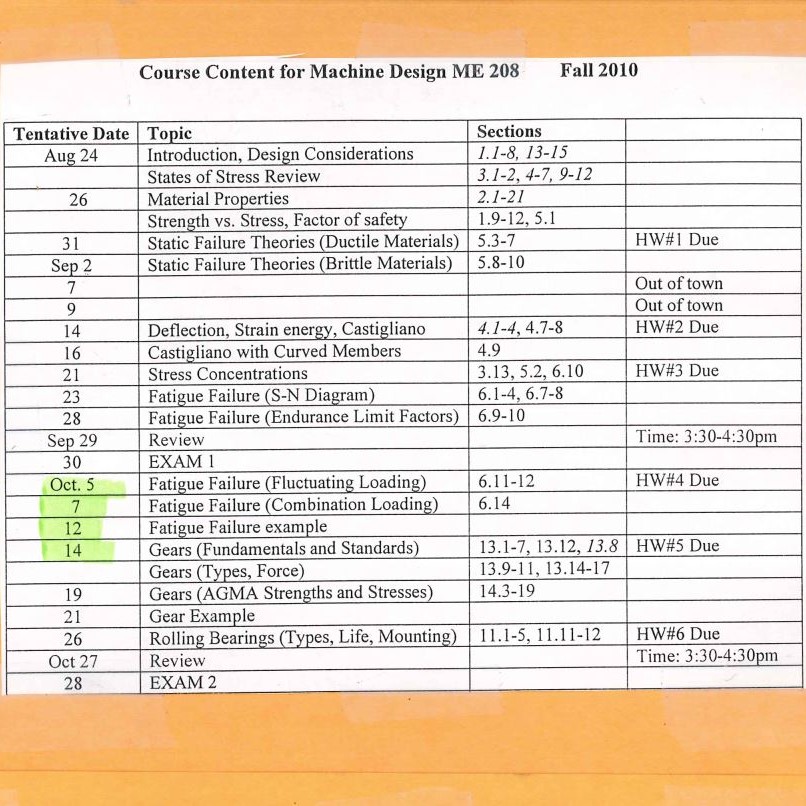 Course Content for Machine Design ME 208 Fall 2010
Tentative Date Topic Sections
Aug 24 Introduction, Design Considerations 1.1-8, 13-15
States of Stress Review 3.1-2, 4-7, 9-12
26 Material Properties 2.1-21
Strength vs. Stress, Factor of safety 1.9-12, 5.1
31 Static Failure Theories (Ductile Materials) 5.3-7 HW#1 Due
Sep 2 Static Failure Theories (Brittle Materials) 5.8-10
7 Out of town
9 Out of town
14 Deflection, Strain energy, Castigliano 4.1-4, 4.7-8 HW#2 Due
16 Castigliano with Curved Members 4.9
21 Stress Concentrations 3.13, 5.2, 6.10 HW#3 Due
23 Fatigue Failure (S-N Diagram) 6.1-4, 6.7-8
28 Fatigue Failure (Endurance Limit Factors) 6.9-10
Sep 29 Review Time: 3:30-4:30pm
30 EXAM 1
Oct. 5 Fatigue Failure (Fluctuating Loading) 6.11-12 HW#4 Due
7 Fatigue Failure (Combination Loading) 6.14
12 Fatigue Failure example
14 Gears (Fundamentals and Standards) 13.1-7, 13.12, 13.8 HW#5 Due
Gears (Types, Force) 13.9-11, 13.14-17
19 Gears (AGMA Strengths and Stresses) 14.3-19
21 Gear Example
26 Rolling Bearings (Types, Life, Mounting) 11.1-5, 11.11-12 HW#6 Due
Oct 27 Review Time: 3:30-4:30pm
28 EXAM 2